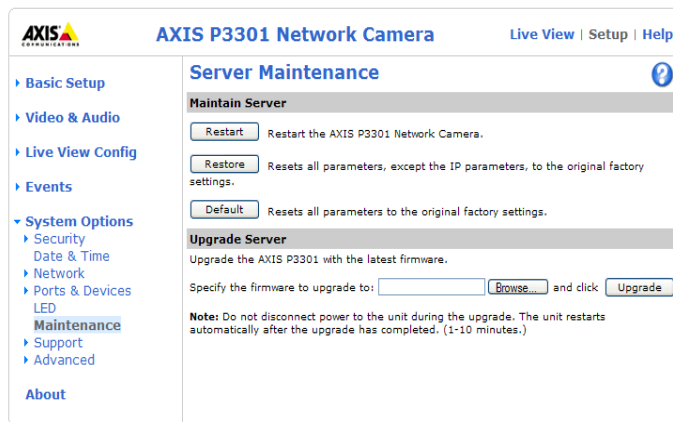 AXIS
COMMUNICATIONS
AXIS P3301 Network Camera
Live View | Setup | Help
Basic Setup
Video & Audio
Live View Config
Events
System Options
Security
Date & Time
Network
Ports & Devices
LED
Maintenance
Support
Advanced
About
Server Maintenance
?
Maintain Server
Restart Restart the AXIS P3301 Network Camera.
Restore Resets all parameters, except the IP parameters, to the original factory
settings.
Default Resets all parameters to the original factory settings.
Upgrade Server
Upgrade the AXIS P3301 with the latest firmware.
Specify the firmware to upgrade to: Browse... and click Upgrade
Note: Do not disconnect power to the unit during the upgrade. The unit restarts
automatically after the upgrade has completed. (1-10 minutes.)